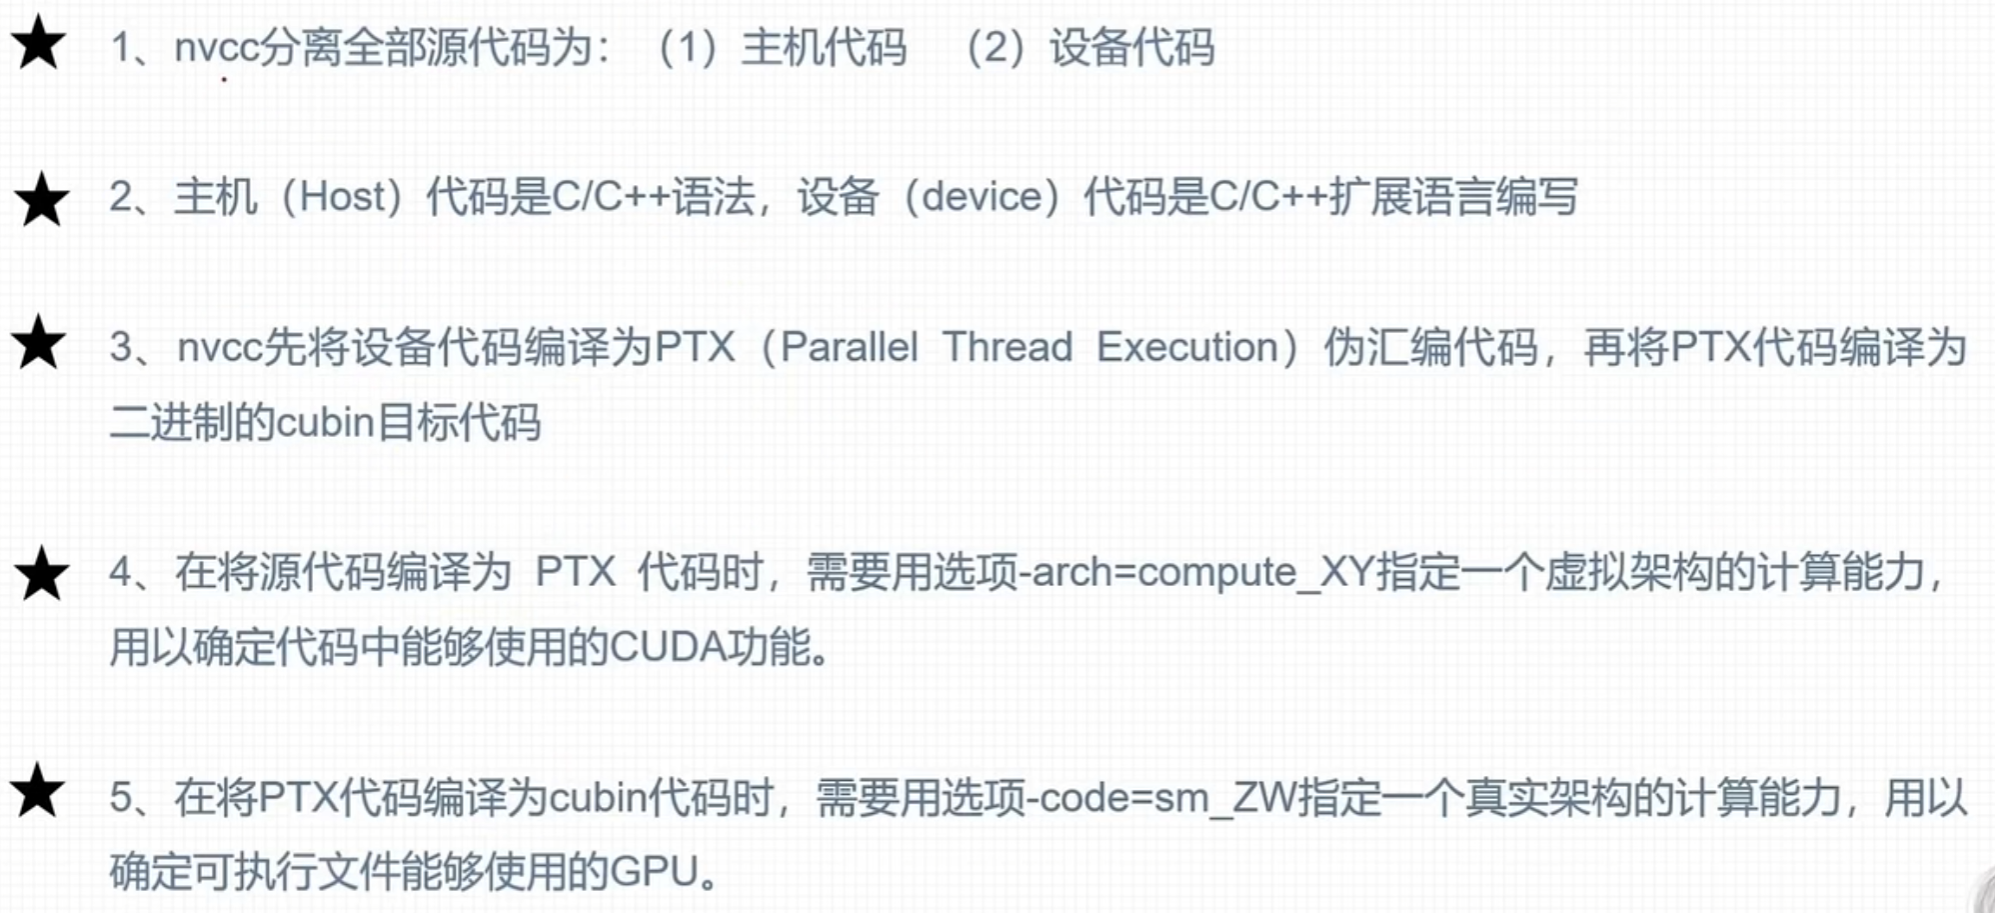 ★ 1、nvcc分离全部源代码为：（1）主机代码 （2）设备代码
★ 2、主机（Host）代码是C/C++语法，设备（device）代码是C/C++扩展语言编写
★ 3、nvcc先将设备代码编译为PTX（Parallel Thread Execution）伪汇编代码，再将PTX代码编译为
二进制的cubin目标代码
★ 4、在将源代码编译为 PTX 代码时，需要用选项-arch=compute_XY指定一个虚拟架构的计算能力，
用以确定代码中能够使用的CUDA功能。
★ 5、在将PTX代码编译为cubin代码时，需要用选项-code=sm_ZW指定一个真实架构的计算能力，用以
确定可执行文件能够使用的GPU。